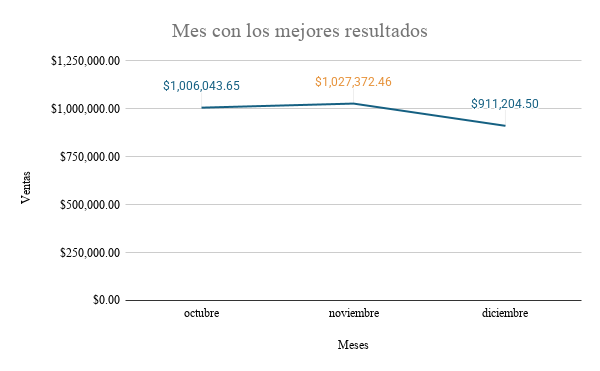 Mes con los mejores resultados
$1,250,000.00
$1,000,000.00
$750,000.00
$500,000.00
$250,000.00
$0.00
Ventas
$1,006,043.65
$1,027,372.46
$911,204.50
octubre
noviembre
diciembre
Meses